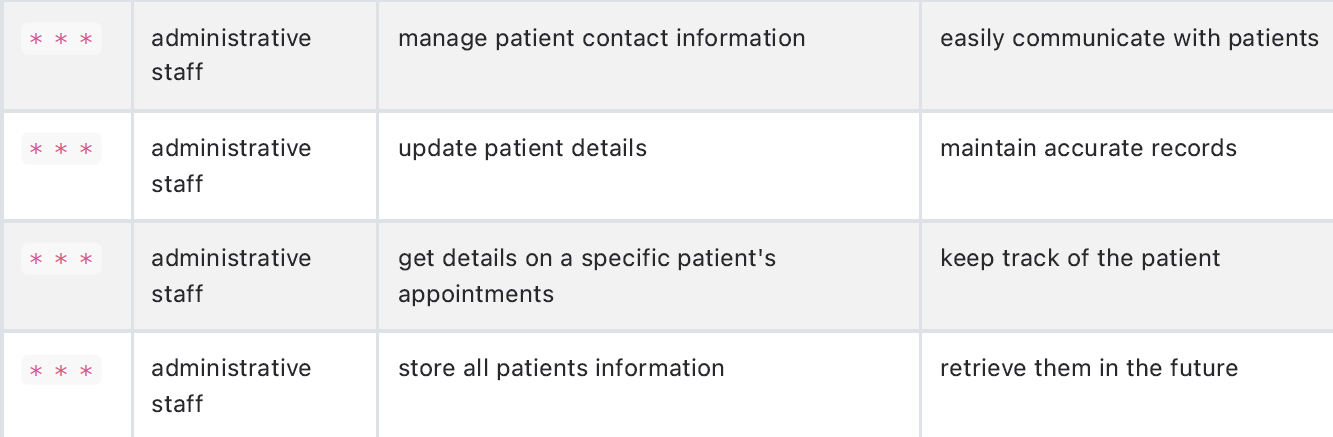 * * * administrative staff manage patient contact information easily communicate with patients
* * * administrative staff update patient details maintain accurate records
* * * administrative staff get details on a specific patient's appointments keep track of the patient
* * * administrative staff store all patients information retrieve them in the future